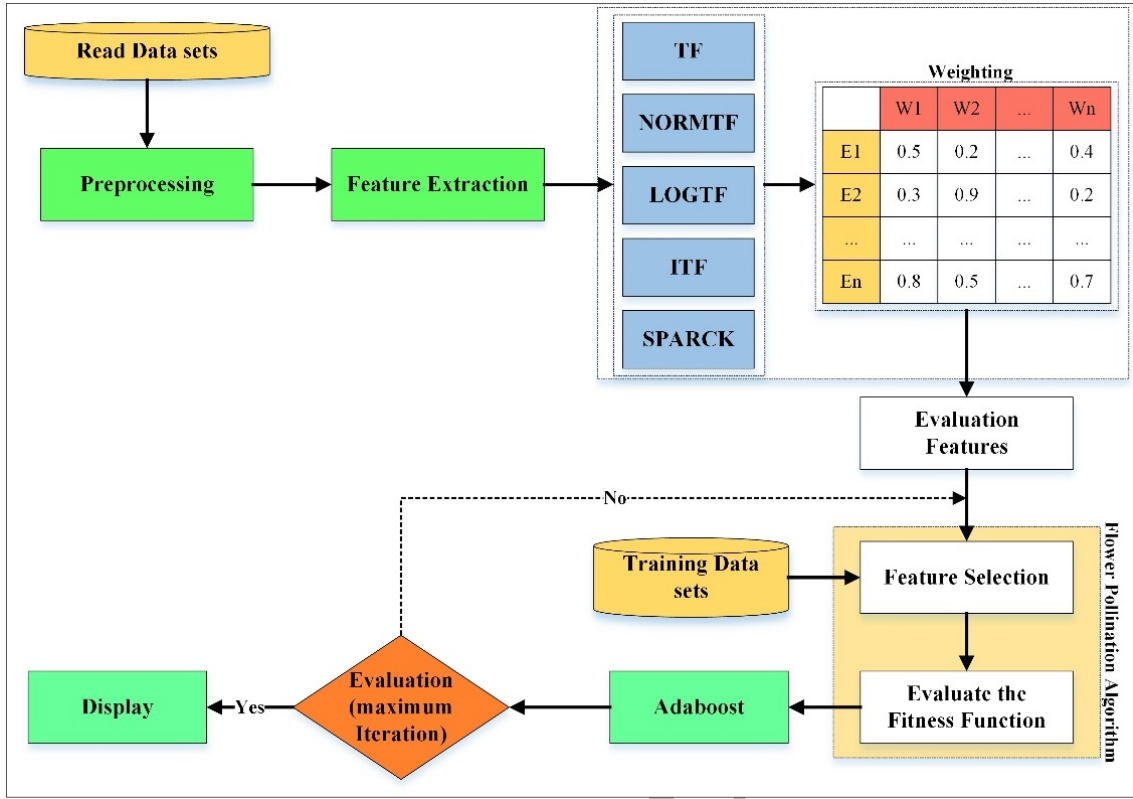 Read Data sets
Preprocessing
Feature Extraction
TF
NORMTF
LOGTF
ITF
SPARCK
Weighting
W1 W2 ... Wn
E1 0.5 0.2 ... 0.4
E2 0.3 0.9 ... 0.2
... ... ... ... ...
En 0.8 0.5 ... 0.7
Evaluation
Features
No
Training Data
sets
Feature Selection
Flower Pollination Algorithm
Evaluate the
Fitness Function
Adaboost
Evaluation
(maximum
Iteration)
Yes
Display